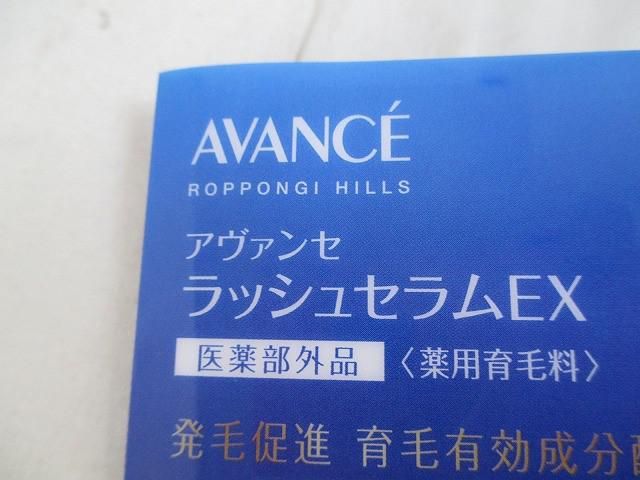 AVANCÉ
ROPPONGI HILLS
アヴァンセ
ラッシュセラムEX
医薬部外品 〈薬用育毛料〉
発毛促進 育毛有効成分配